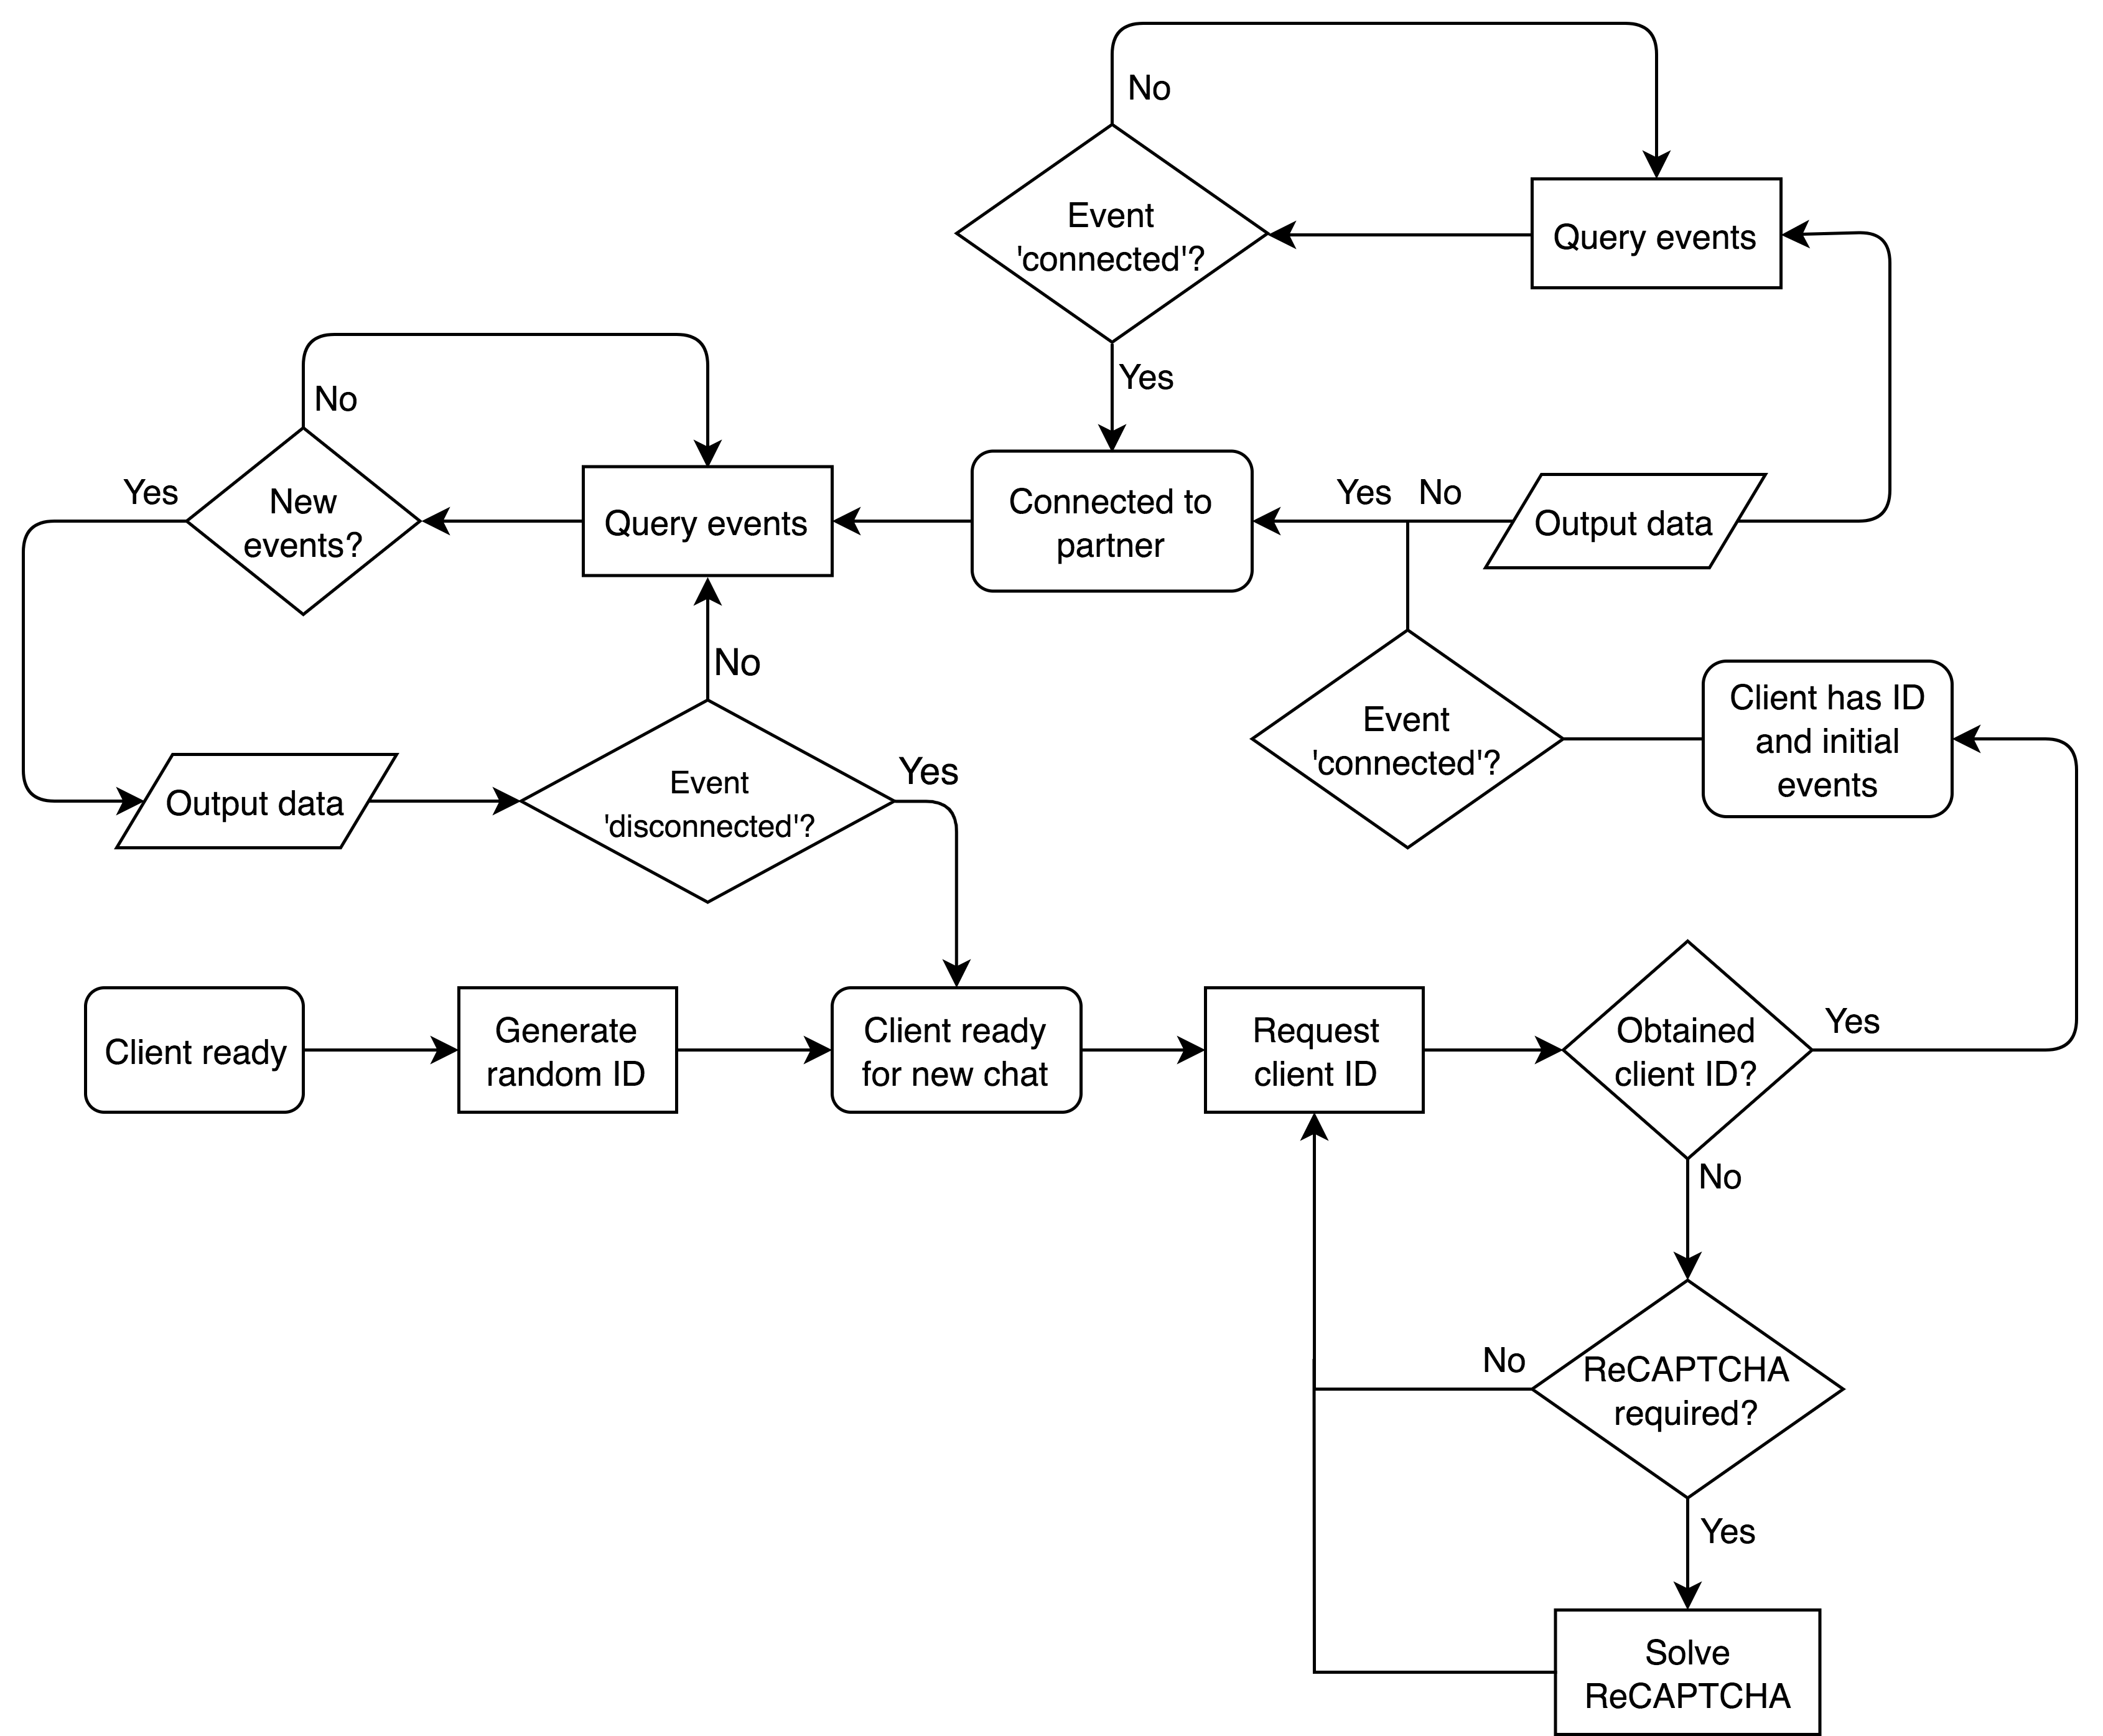 No
Event
'connected'?
Query events
Yes
No
Yes
New
events?
Query events
Connected to
partner
Yes
No
Output data
No
Event
'connected'?
Client has ID
and initial
events
Output data
Event
'disconnected'?
Yes
Client ready
Generate
random ID
Client ready
for new chat
Request
client ID
Obtained
client ID?
Yes
No
No
ReCAPTCHA
required?
Yes
Solve
ReCAPTCHA